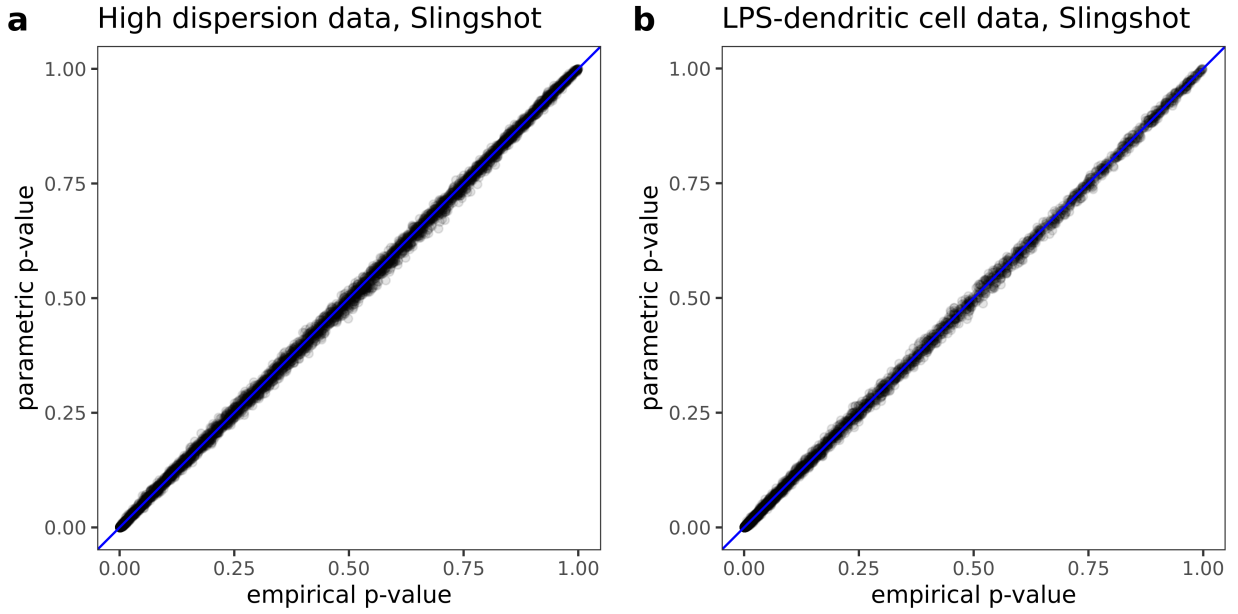 a High dispersion data, Slingshot
parametric p-value
1.00
0.75
0.50
0.25
0.00
0.00 0.25 0.50 0.75 1.00
empirical p-value
b LPS-dendritic cell data, Slingshot
parametric p-value
1.00
0.75
0.50
0.25
0.00
0.00 0.25 0.50 0.75 1.00
empirical p-value